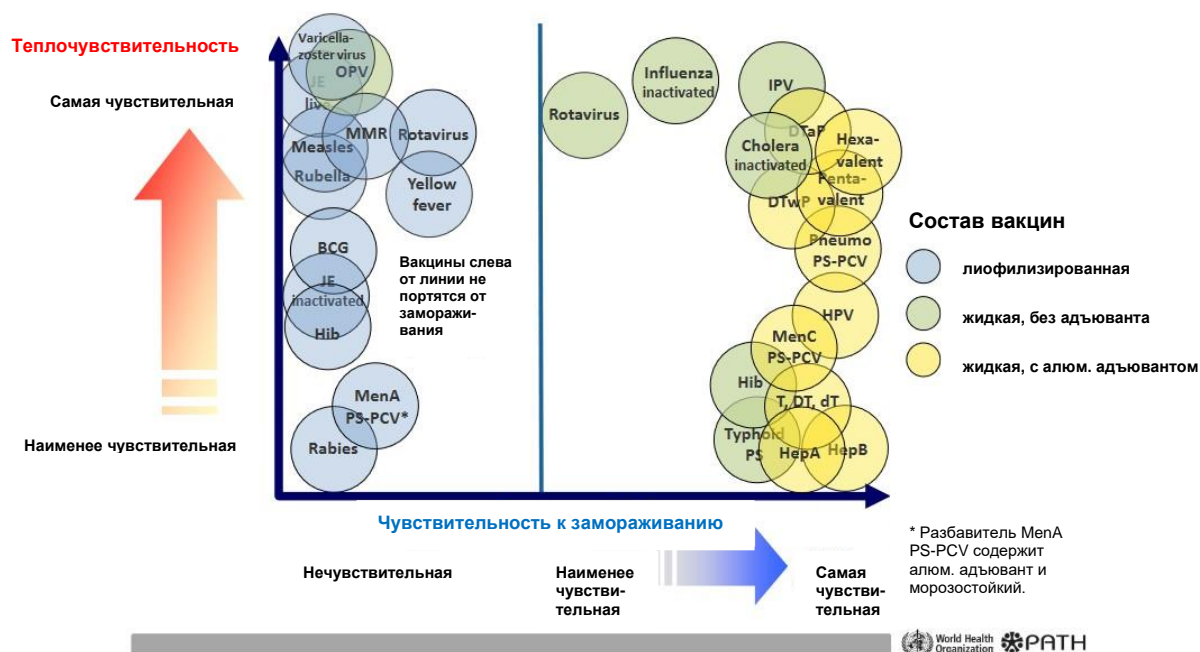 Теплочувствительность
Самая чувствительная
Наименее чувствительная
Varicella-
zoster virus
OPV
JE
live
MMR
Rotavirus
Measles
Rubella
Yellow
fever
BCG
JE
inactivated
Hib
MenA
PS-PCV*
Rabies
Вакцины слева
от линии не
портятся от
заморажи-
вания
Rotavirus
Influenza
inactivated
IPV
DTaP
Cholera
inactivated
Hexa-
valent
Penta-
valent
DTwP
Pneumo
PS-PCV
HPV
MenC
PS-PCV
Hib
T, DT, dT
Typhoid
PS
HepA
HepB
Состав вакцин
лиофилизированная
жидкая, без адъюванта
жидкая, с алюм. адъювантом
Чувствительность к замораживанию
Нечувствительная
Наименее
чувстви-
тельная
Самая
чувстви-
тельная
* Разбавитель MenA
PS-PCV содержит
алюм. адъювант и
морозостойкий.
World Health
Organization
PATH